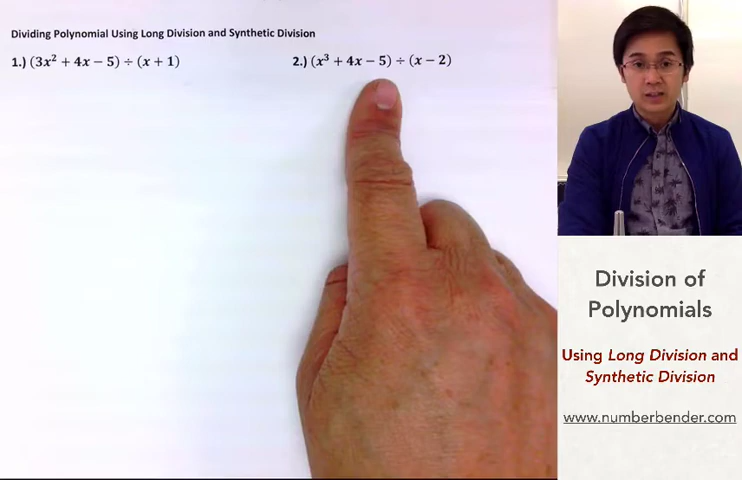 Dividing Polynomial Using Long Division and Synthetic Division
1.) (3x² + 4x − 5) ÷ (x + 1)
2.) (x³ + 4x − 5) ÷ (x − 2)
Division of
Polynomials
Using Long Division and
Synthetic Division
www.numberbender.com